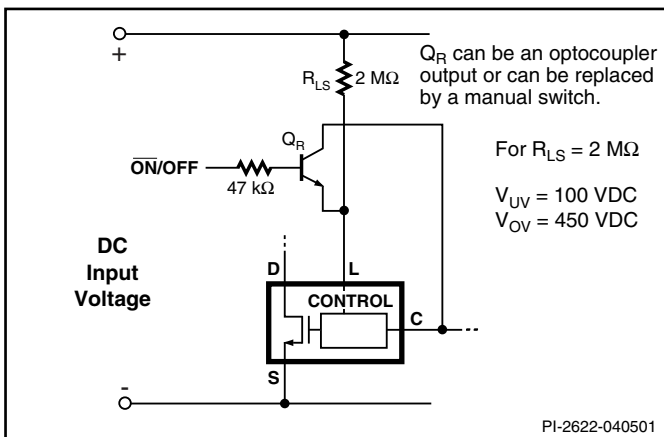 +
Q_R can be an optocoupler
output or can be replaced
by a manual switch.
R_LS
2 MΩ
Q_R
For R_LS = 2 MΩ
O̅N̅/OFF
47 kΩ
V_UV = 100 VDC
V_OV = 450 VDC
DC
Input
Voltage
D
L
CONTROL
C
S
-
PI-2622-040501